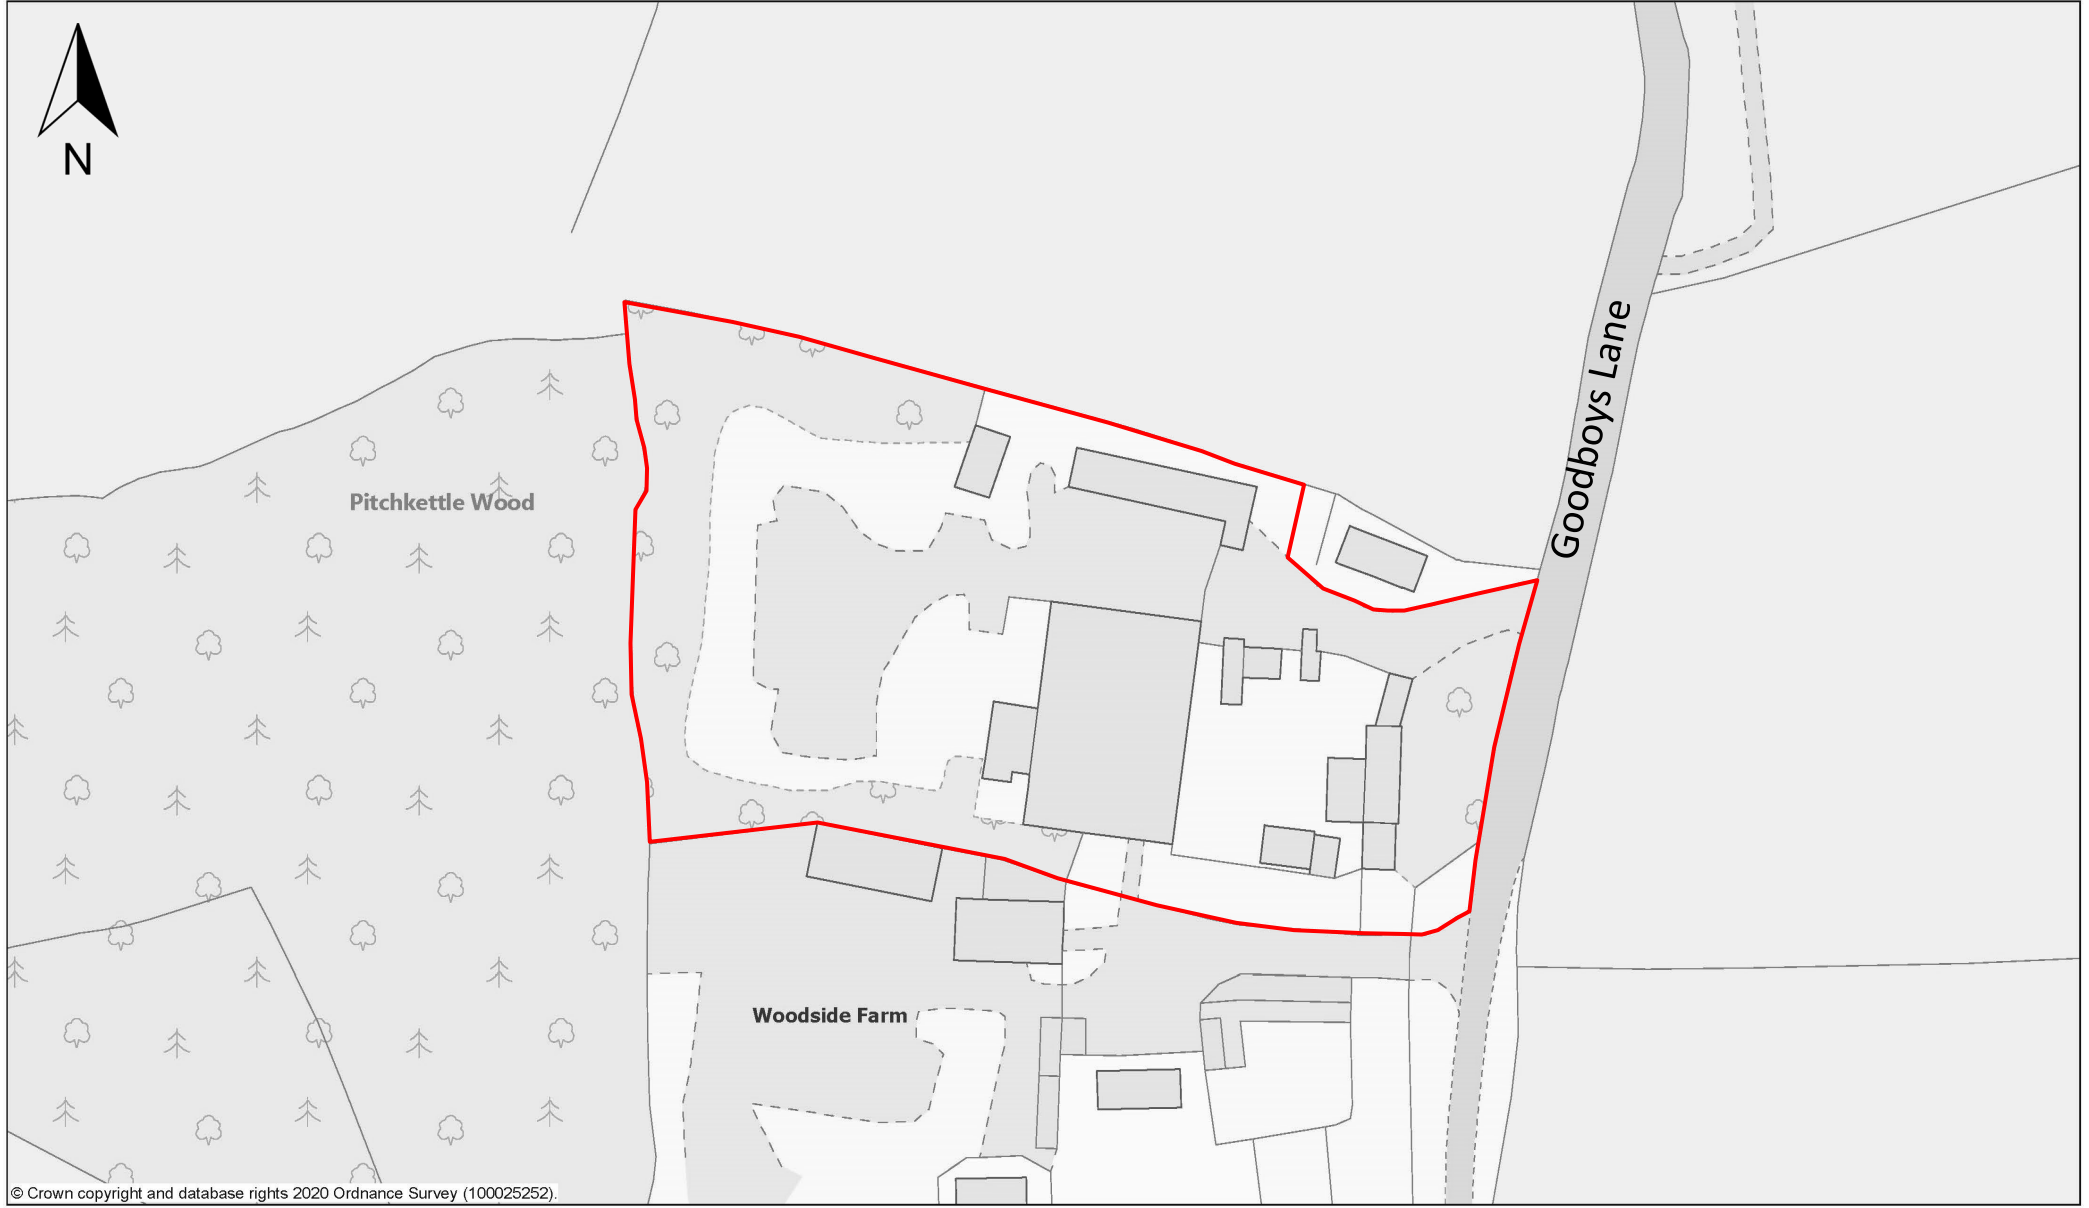 N
Goodboys Lane
Pitchkettle Wood
Woodside Farm
© Crown copyright and database rights 2020 Ordnance Survey (100025252).